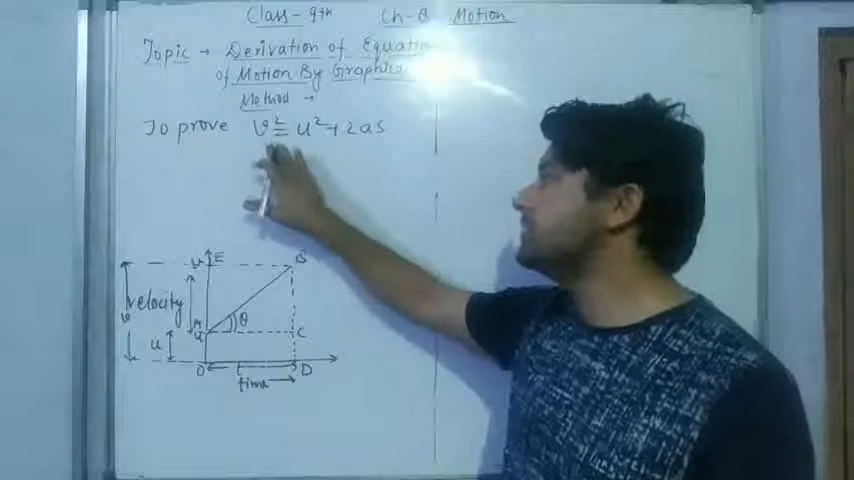 Class - 9th Ch - 8 Motion
Topic → Derivation of Equation
of Motion By Graphical
Method →
To prove v² = u² + 2as
v E B
velocity
v
A θ
u C
u
O t D
time